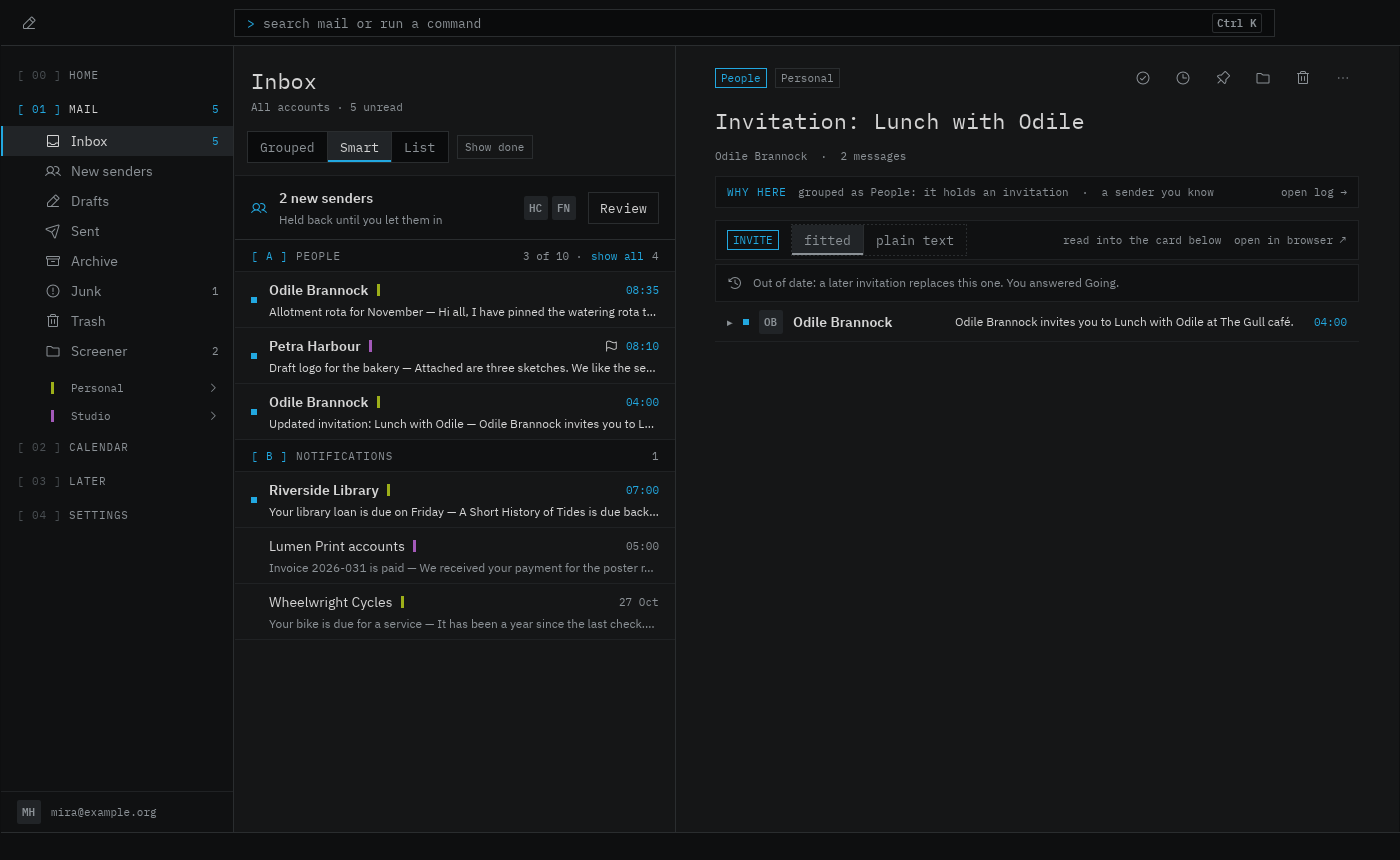 > search mail or run a command
Ctrl K
[ 00 ] HOME
[ 01 ] MAIL 5
Inbox 5
New senders
Drafts
Sent
Archive
Junk 1
Trash
Screener 2
Personal
Studio
[ 02 ] CALENDAR
[ 03 ] LATER
[ 04 ] SETTINGS
MH mira@example.org
Inbox
All accounts · 5 unread
Grouped Smart List Show done
2 new senders
Held back until you let them in
HC FN Review
[ A ] PEOPLE 3 of 10 · show all 4
Odile Brannock 08:35
Allotment rota for November — Hi all, I have pinned the watering rota t…
Petra Harbour 08:10
Draft logo for the bakery — Attached are three sketches. We like the se…
Odile Brannock 04:00
Updated invitation: Lunch with Odile — Odile Brannock invites you to L…
[ B ] NOTIFICATIONS 1
Riverside Library 07:00
Your library loan is due on Friday — A Short History of Tides is due back…
Lumen Print accounts 05:00
Invoice 2026-031 is paid — We received your payment for the poster r…
Wheelwright Cycles 27 Oct
Your bike is due for a service — It has been a year since the last check.…
People Personal
Invitation: Lunch with Odile
Odile Brannock · 2 messages
WHY HERE grouped as People: it holds an invitation · a sender you know open log →
INVITE fitted plain text read into the card below open in browser ↗
Out of date: a later invitation replaces this one. You answered Going.
▸ OB Odile Brannock Odile Brannock invites you to Lunch with Odile at The Gull café. 04:00